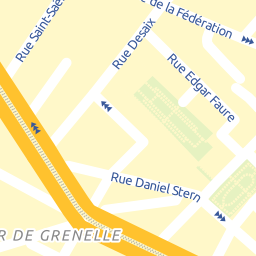 de la Fédération
Rue Saint-Saë
Rue Desaix
Rue Edgar Faure
Rue Daniel Stern
R DE GRENELLE